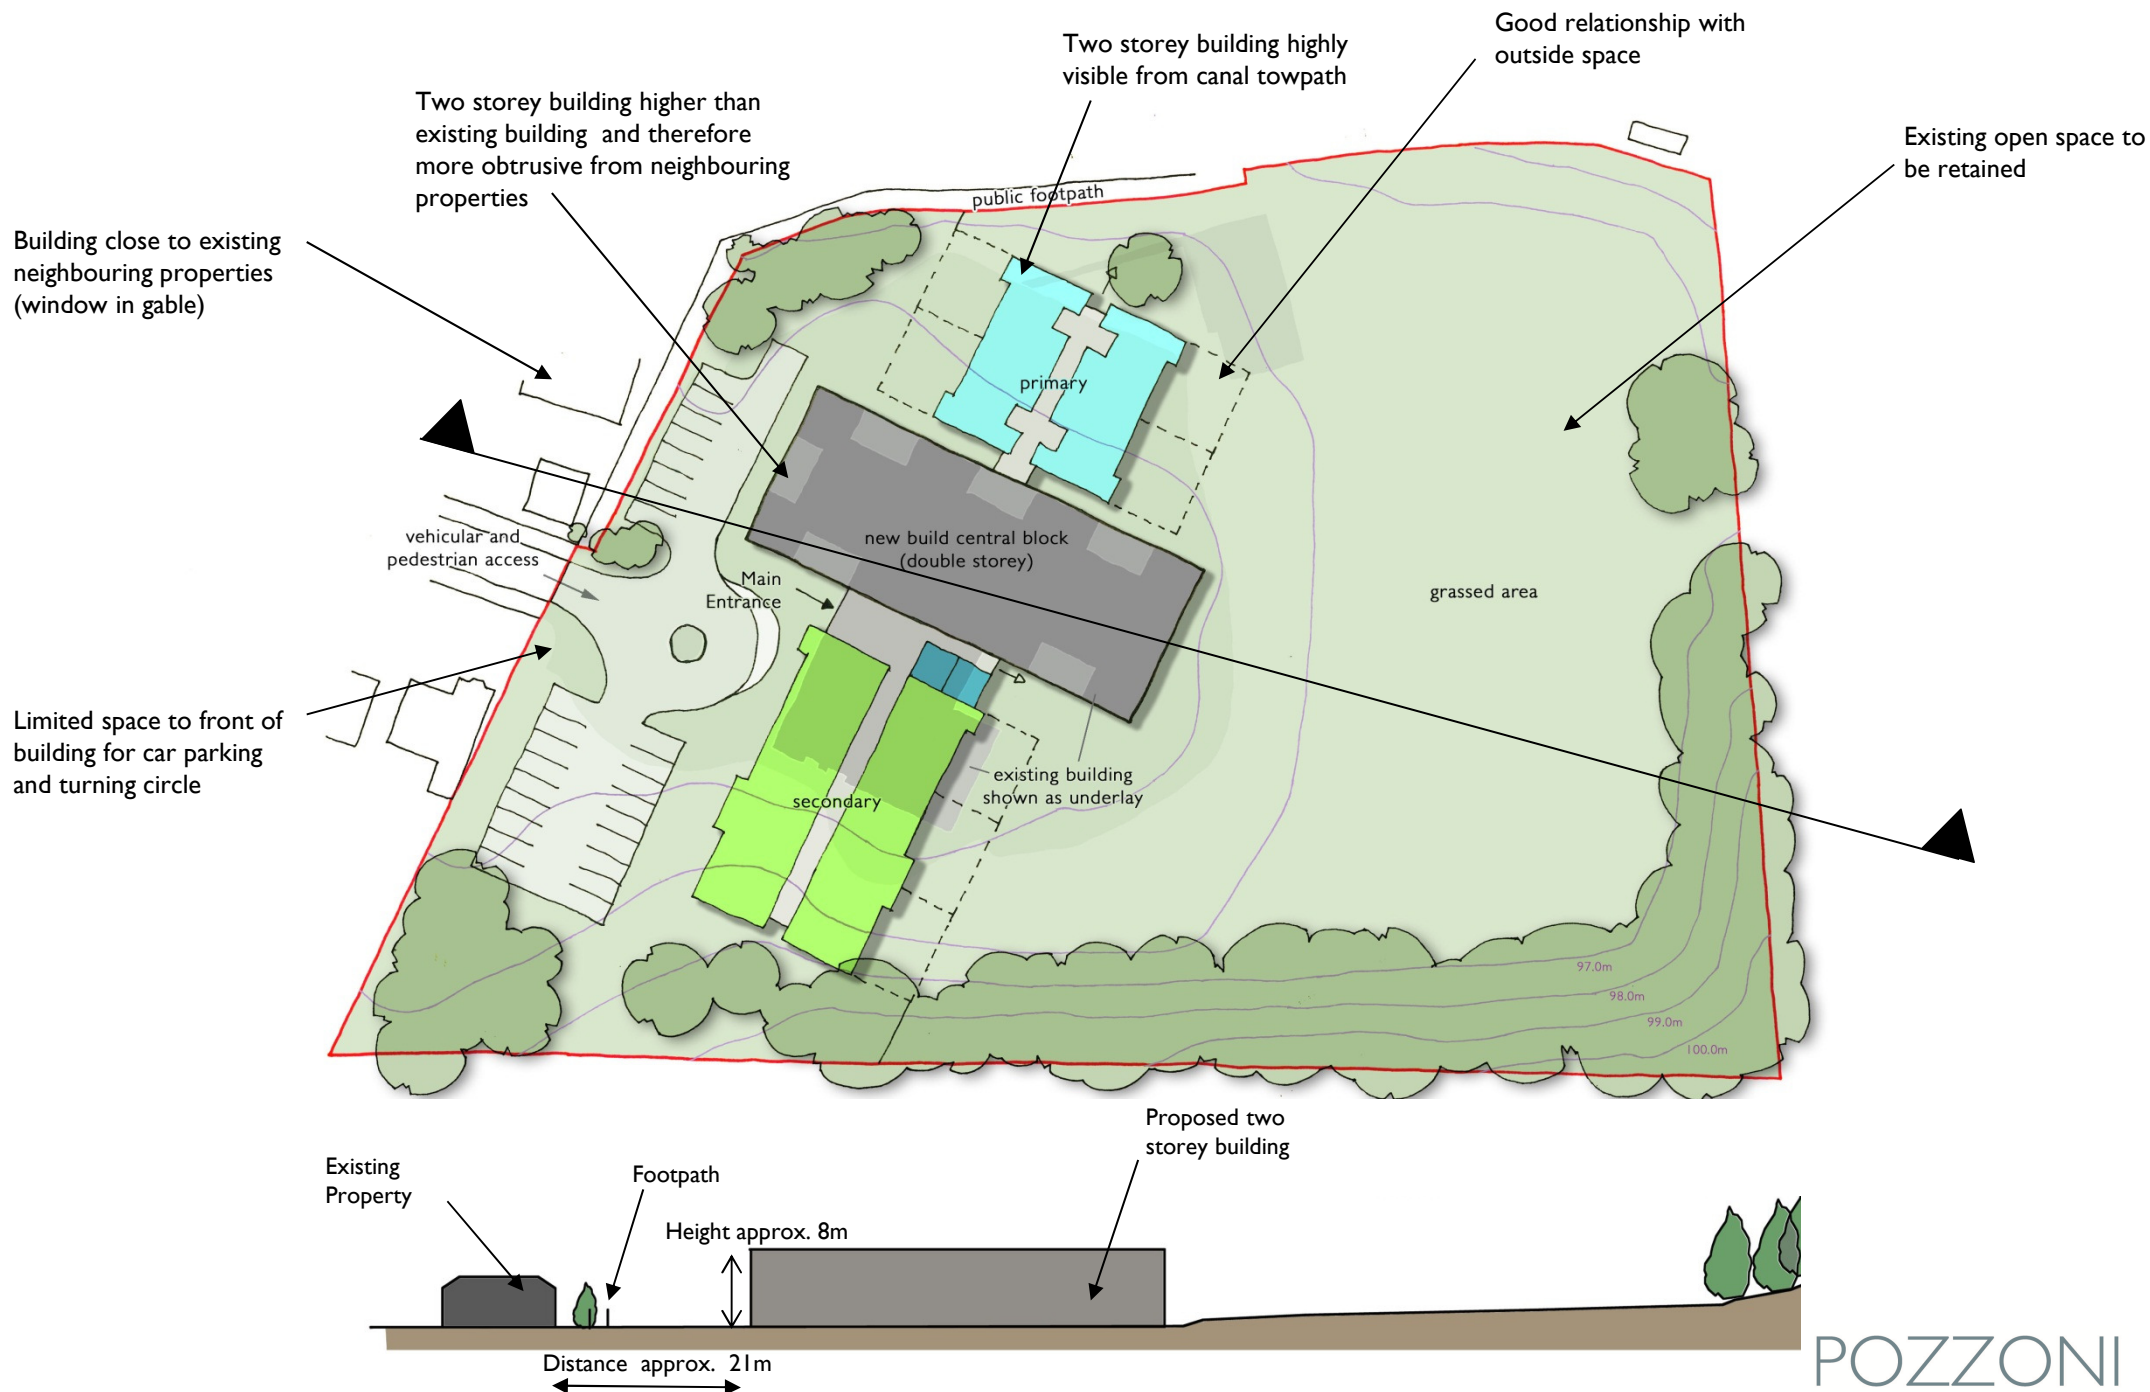 Good relationship with
outside space
Two storey building highly
visible from canal towpath
Two storey building higher than
existing building and therefore
more obtrusive from neighbouring
properties
Existing open space to
be retained
public footpath
Building close to existing
neighbouring properties
(window in gable)
primary
new build central block
(double storey)
vehicular and
pedestrian access
Main
Entrance
grassed area
Limited space to front of
building for car parking
and turning circle
existing building
shown as underlay
secondary
97.0m
98.0m
99.0m
100.0m
Proposed two
storey building
Existing
Property
Footpath
Height approx. 8m
Distance approx. 21m
POZZONI